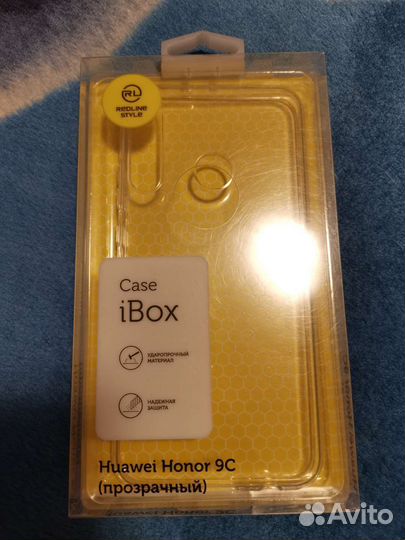 RL
REDLINE
STYLE
Case
iBox
УДАРОПРОЧНЫЙ
МАТЕРИАЛ
НАДЕЖНАЯ
ЗАЩИТА
Huawei Honor 9C
(прозрачный)
Avito